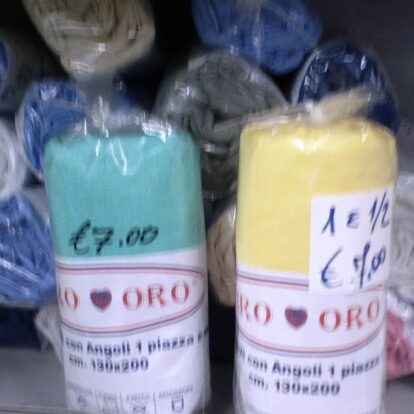 €7.00
RO ORO
con Angoli 1 piazza
cm. 130x200
1 E 1/2
€ 7,00
RO ORO
con Angoli 1 piazza
cm. 130x200